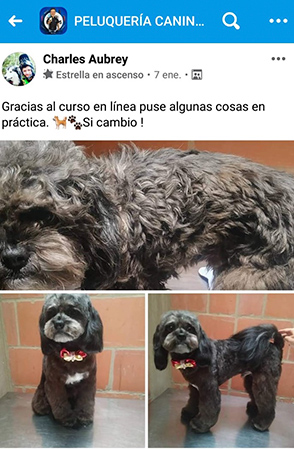 PELUQUERÍA CANIN...
Charles Aubrey
Estrella en ascenso • 7 ene. •
Gracias al curso en línea puse algunas cosas en
práctica. 🐕🐾Si cambio !